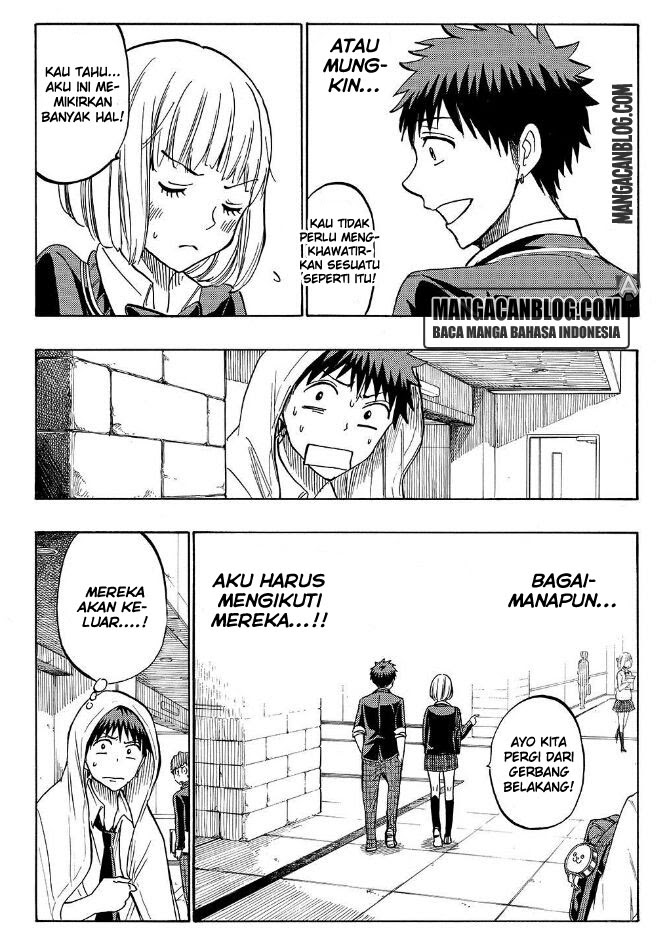 ATAU
MUNG-
KIN...
KAU TIDAK
PERLU MENG-
KHAWATIR-
KAN SESUATU
SEPERTI ITU!
KAU TAHU...
AKU INI ME-
MIKIRKAN
BANYAK HAL!
MANGACANBLOG.COM
MANGACANBLOG.COM
BACA MANGA BAHASA INDONESIA
BAGAI-
MANAPUN...
AKU HARUS
MENGIKUTI
MEREKA...!!
AYO KITA
PERGI DARI
GERBANG
BELAKANG!
MEREKA
AKAN KE-
LUAR....!